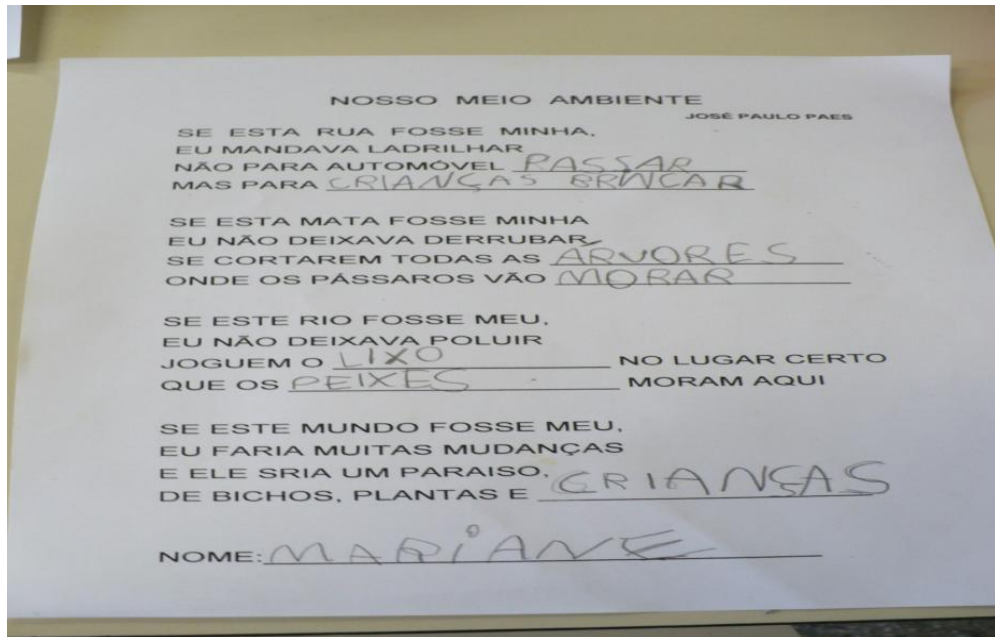 NOSSO MEIO AMBIENTE
JOSÉ PAULO PAES
SE ESTA RUA FOSSE MINHA,
EU MANDAVA LADRILHAR
NÃO PARA AUTOMÓVEL PASSAR
MAS PARA CRIANÇAS BRINCAR
SE ESTA MATA FOSSE MINHA
EU NÃO DEIXAVA DERRUBAR
SE CORTAREM TODAS AS ÁRVORES
ONDE OS PÁSSAROS VÃO MORAR
SE ESTE RIO FOSSE MEU,
EU NÃO DEIXAVA POLUIR
JOGUEM O LIXO NO LUGAR CERTO
QUE OS PEIXES MORAM AQUI
SE ESTE MUNDO FOSSE MEU,
EU FARIA MUITAS MUDANÇAS
E ELE SRIA UM PARAISO,
DE BICHOS, PLANTAS E CRIANÇAS
NOME: MARIANE